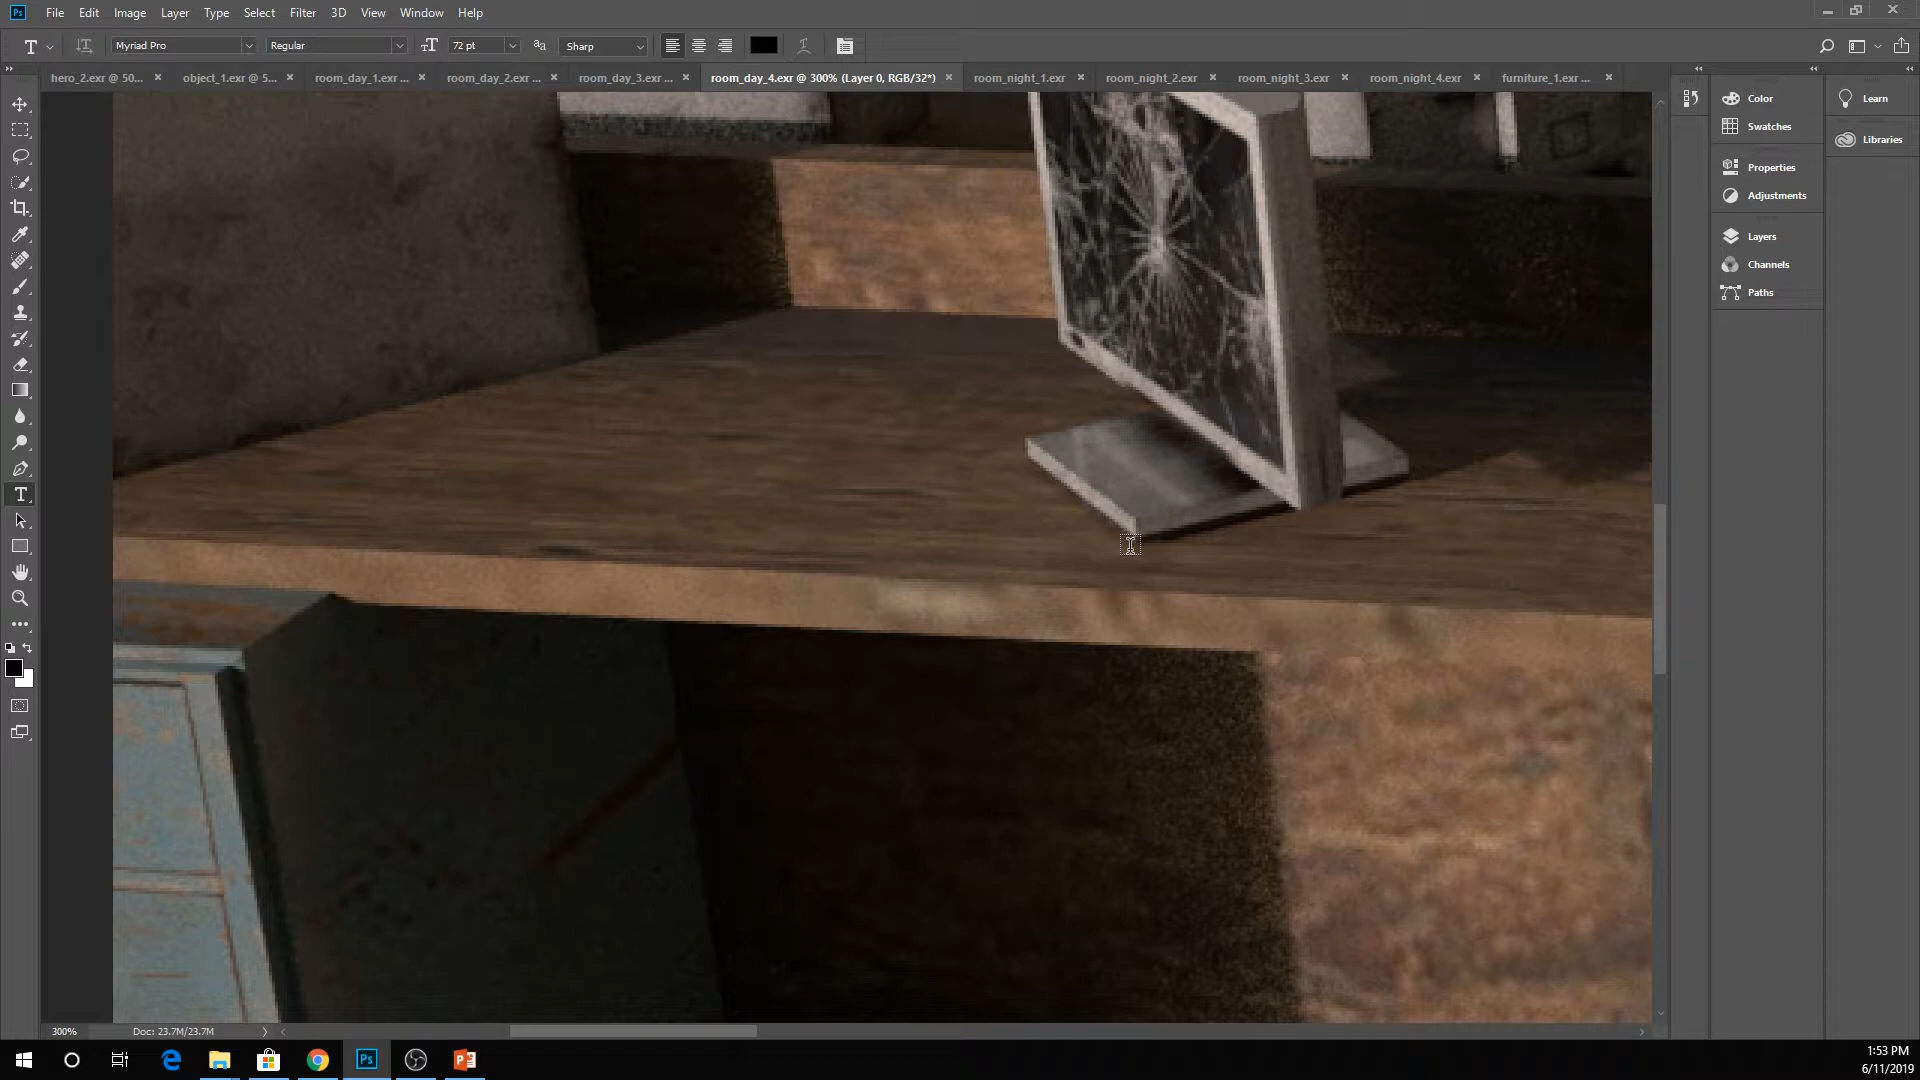 Ps File Edit Image Layer Type Select Filter 3D View Window Help
T Myriad Pro Regular 72 pt aa Sharp
hero_2.exr @ 50... object_1.exr @ 5... room_day_1.exr ... room_day_2.exr ... room_day_3.exr ... room_day_4.exr @ 300% (Layer 0, RGB/32*) room_night_1.exr room_night_2.exr room_night_3.exr room_night_4.exr furniture_1.exr ...
Color
Swatches
Properties
Adjustments
Layers
Channels
Paths
Learn
Libraries
300% Doc: 23.7M/23.7M
Ps
1:53 PM
6/11/2019